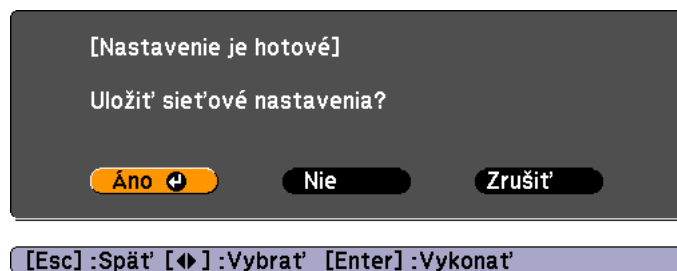 [Nastavenie je hotové]
Uložiť sieťové nastavenia?
Áno Nie Zrušiť
[Esc] :Späť [◆] :Vybrať [Enter] :Vykonať